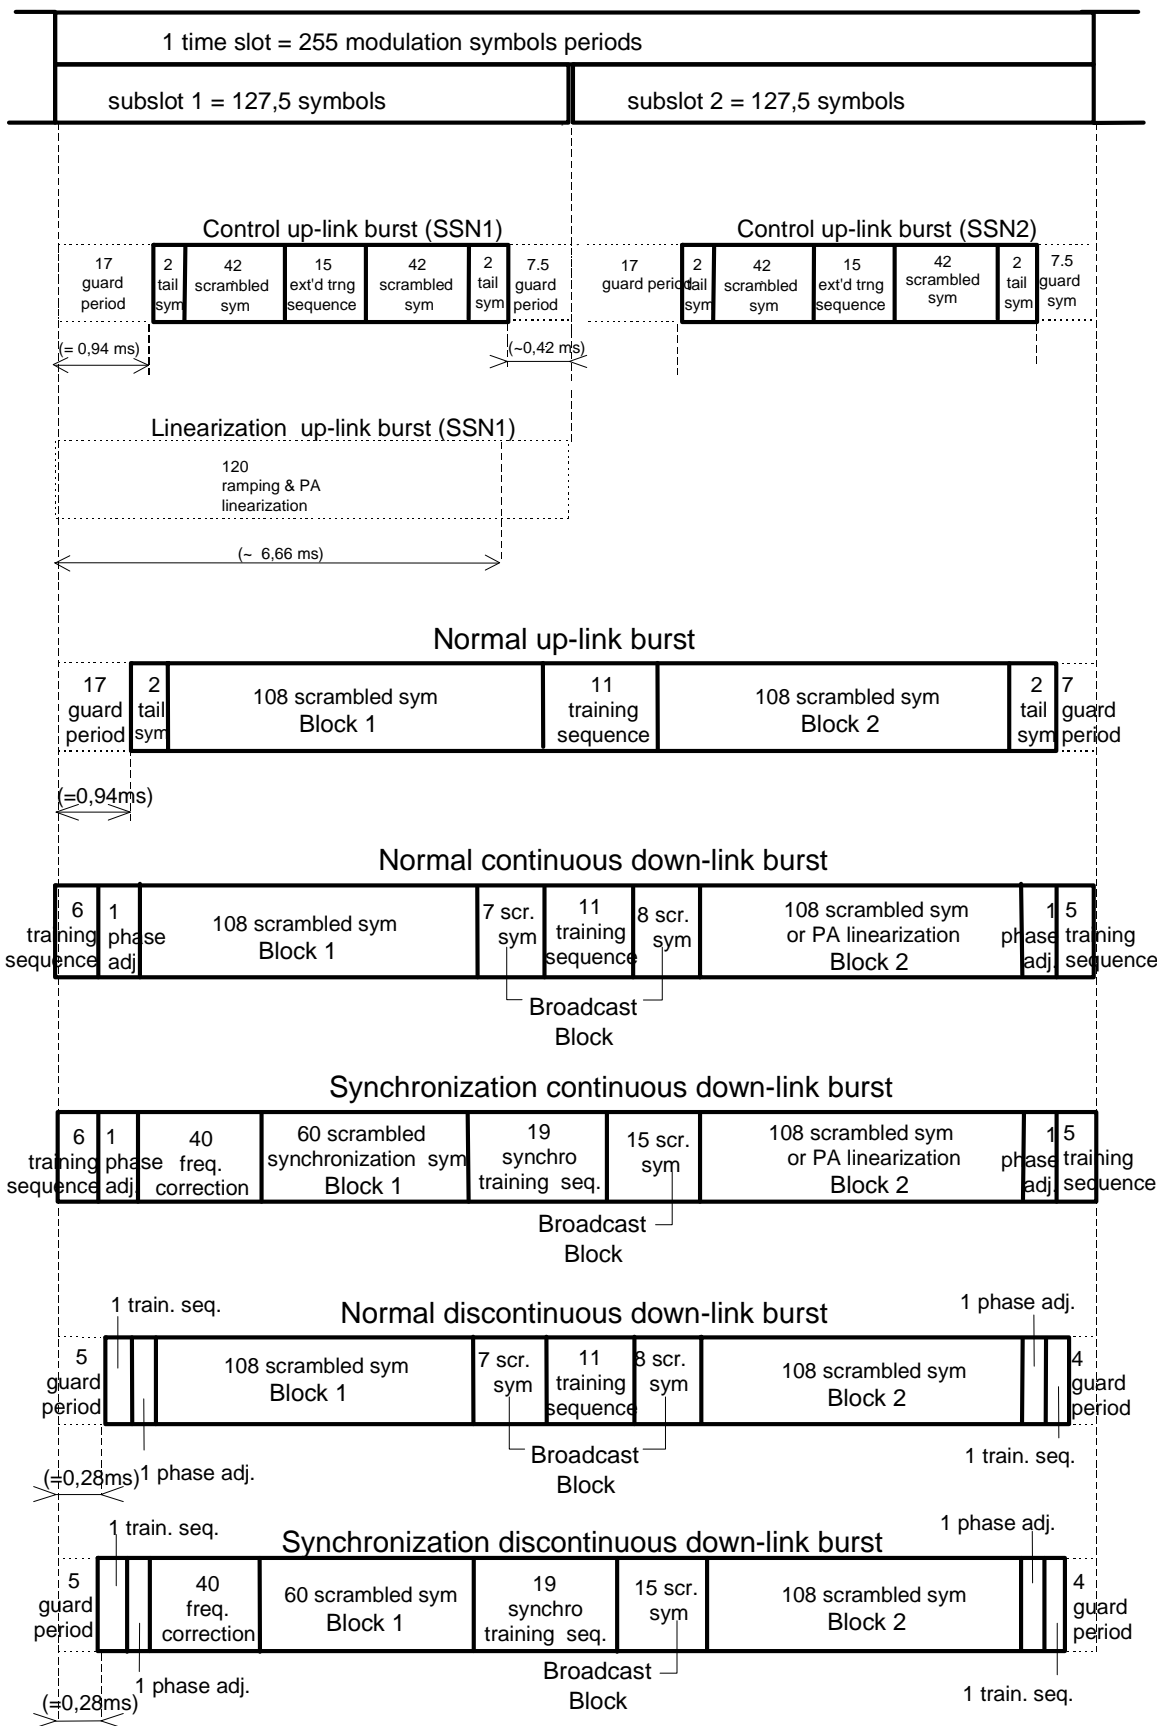 1 time slot = 255 modulation symbols periods
subslot 1 = 127,5 symbols
subslot 2 = 127,5 symbols
Control up-link burst (SSN1)
17
guard
period
2
tail
sym
42
scrambled
sym
15
ext'd trng
sequence
42
scrambled
sym
2
tail
sym
7.5
guard
period
(= 0,94 ms)
(~0,42 ms)
Control up-link burst (SSN2)
17
guard period
2
tail
sym
42
scrambled
sym
15
ext'd trng
sequence
42
scrambled
sym
2
tail
sym
7.5
guard
sym
Linearization up-link burst (SSN1)
120
ramping & PA
linearization
(~ 6,66 ms)
Normal up-link burst
17
guard
period
2
tail
sym
108 scrambled sym
Block 1
11
training
sequence
108 scrambled sym
Block 2
2
tail
sym
7
guard
period
(=0,94ms)
Normal continuous down-link burst
6
training
sequence
1
phase
adj.
108 scrambled sym
Block 1
7 scr.
sym
11
training
sequence
8 scr.
sym
108 scrambled sym
or PA linearization
Block 2
1
phase
adj.
5
training
sequence
Broadcast
Block
Synchronization continuous down-link burst
6
training
sequence
1
phase
adj.
40
freq.
correction
60 scrambled
synchronization sym
Block 1
19
synchro
training seq.
15 scr.
sym
108 scrambled sym
or PA linearization
Block 2
1
phase
adj.
5
training
sequence
Broadcast
Block
Normal discontinuous down-link burst
1 train. seq.
1 phase adj.
5
guard
period
108 scrambled sym
Block 1
7 scr.
sym
11
training
sequence
8 scr.
sym
108 scrambled sym
Block 2
4
guard
period
Broadcast
Block
1 train. seq.
(=0,28ms)
1 phase adj.
Synchronization discontinuous down-link burst
1 train. seq.
1 phase adj.
5
guard
period
40
freq.
correction
60 scrambled sym
Block 1
19
synchro
training seq.
15 scr.
sym
108 scrambled sym
Block 2
4
guard
period
1 phase adj.
Broadcast
Block
1 train. seq.
(=0,28ms)